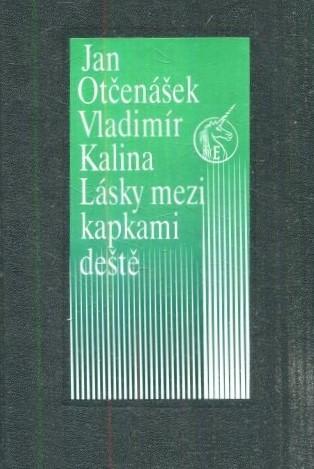 Jan
Otčenášek
Vladimír
Kalina
Lásky mezi
kapkami
deště
E